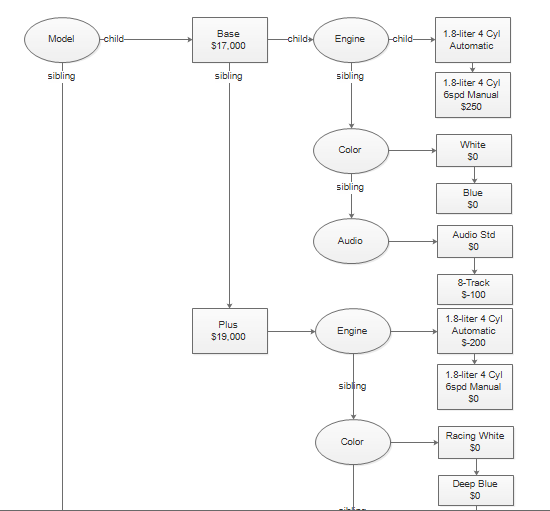 Model
child
Base
$17,000
child
Engine
child
1.8-liter 4 Cyl
Automatic
sibling
sibling
sibling
1.8-liter 4 Cyl
6spd Manual
$250
Color
White
$0
sibling
Blue
$0
Audio
Audio Std
$0
8-Track
$-100
Plus
$19,000
Engine
1.8-liter 4 Cyl
Automatic
$-200
sibling
1.8-liter 4 Cyl
6spd Manual
$0
Color
Racing White
$0
Deep Blue
$0